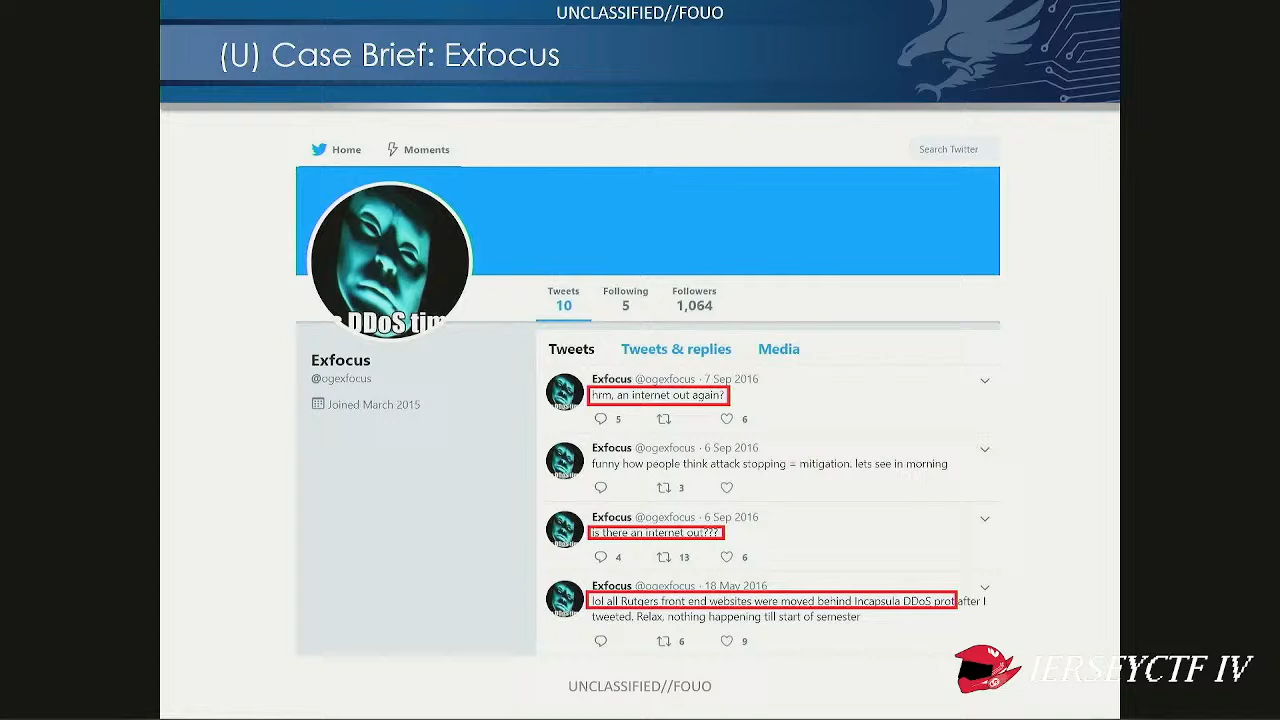 UNCLASSIFIED//FOUO
(U) Case Brief: Exfocus
Home Moments Search Twitter
DDoS tim
Tweets Following Followers
10 5 1,064
Exfocus
@ogexfocus
Joined March 2015
Tweets Tweets & replies Media
Exfocus @ogexfocus · 7 Sep 2016
hrm, an internet out again?
5 6
Exfocus @ogexfocus · 6 Sep 2016
funny how people think attack stopping = mitigation. lets see in morning
3
Exfocus @ogexfocus · 6 Sep 2016
is there an internet out???
4 13 6
Exfocus @ogexfocus · 18 May 2016
lol all Rutgers front end websites were moved behind Incapsula DDoS prot after I
tweeted. Relax, nothing happening till start of semester
6 9
JERSEYCTF IV
UNCLASSIFIED//FOUO